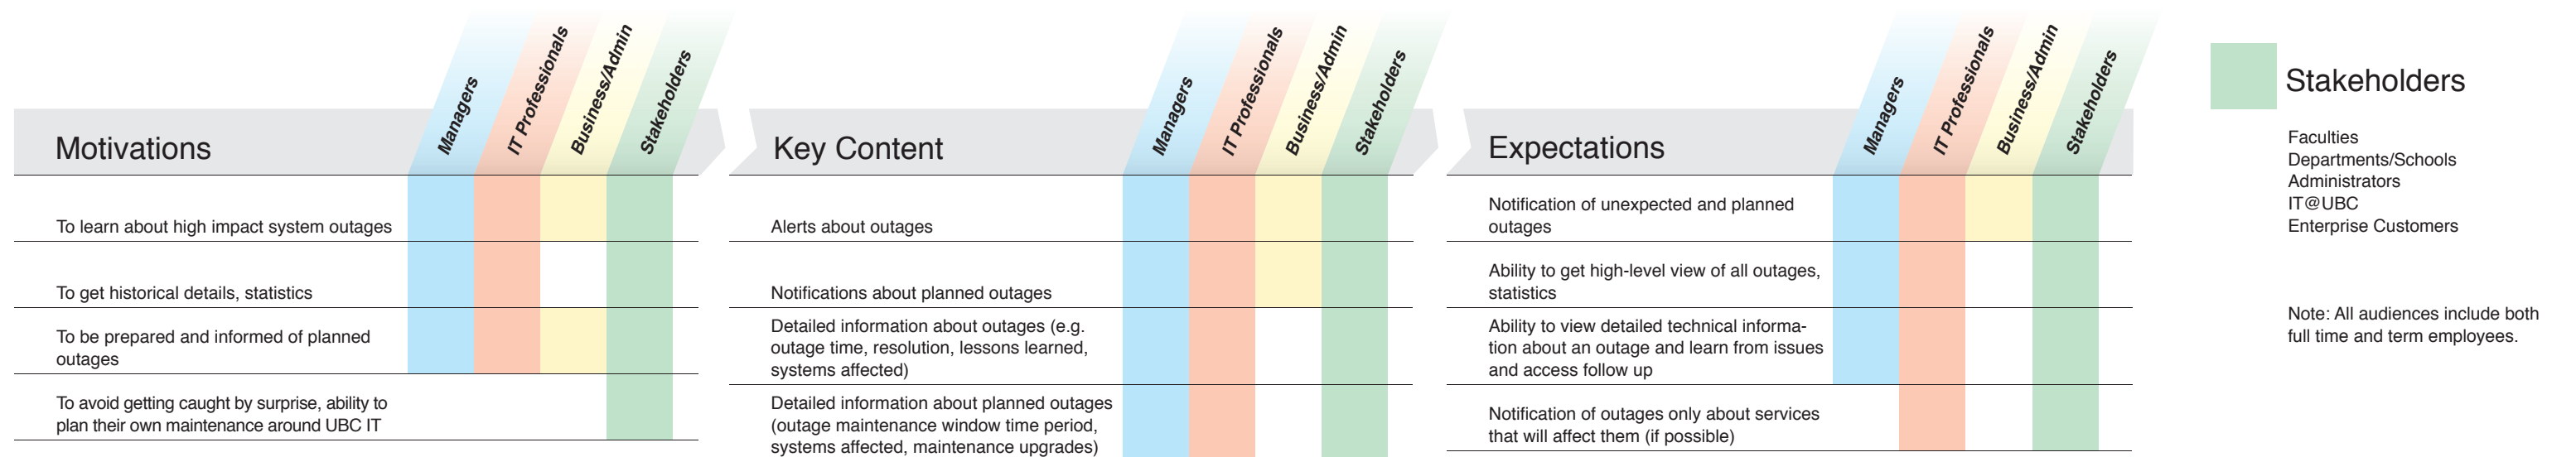 Motivations
Managers
IT Professionals
Business/Admin
Stakeholders
To learn about high impact system outages
To get historical details, statistics
To be prepared and informed of planned
outages
To avoid getting caught by surprise, ability to
plan their own maintenance around UBC IT
Key Content
Managers
IT Professionals
Business/Admin
Stakeholders
Alerts about outages
Notifications about planned outages
Detailed information about outages (e.g.
outage time, resolution, lessons learned,
systems affected)
Detailed information about planned outages
(outage maintenance window time period,
systems affected, maintenance upgrades)
Expectations
Managers
IT Professionals
Business/Admin
Stakeholders
Notification of unexpected and planned
outages
Ability to get high-level view of all outages,
statistics
Ability to view detailed technical informa-
tion about an outage and learn from issues
and access follow up
Notification of outages only about services
that will affect them (if possible)
Stakeholders
Faculties
Departments/Schools
Administrators
IT@UBC
Enterprise Customers
Note: All audiences include both
full time and term employees.